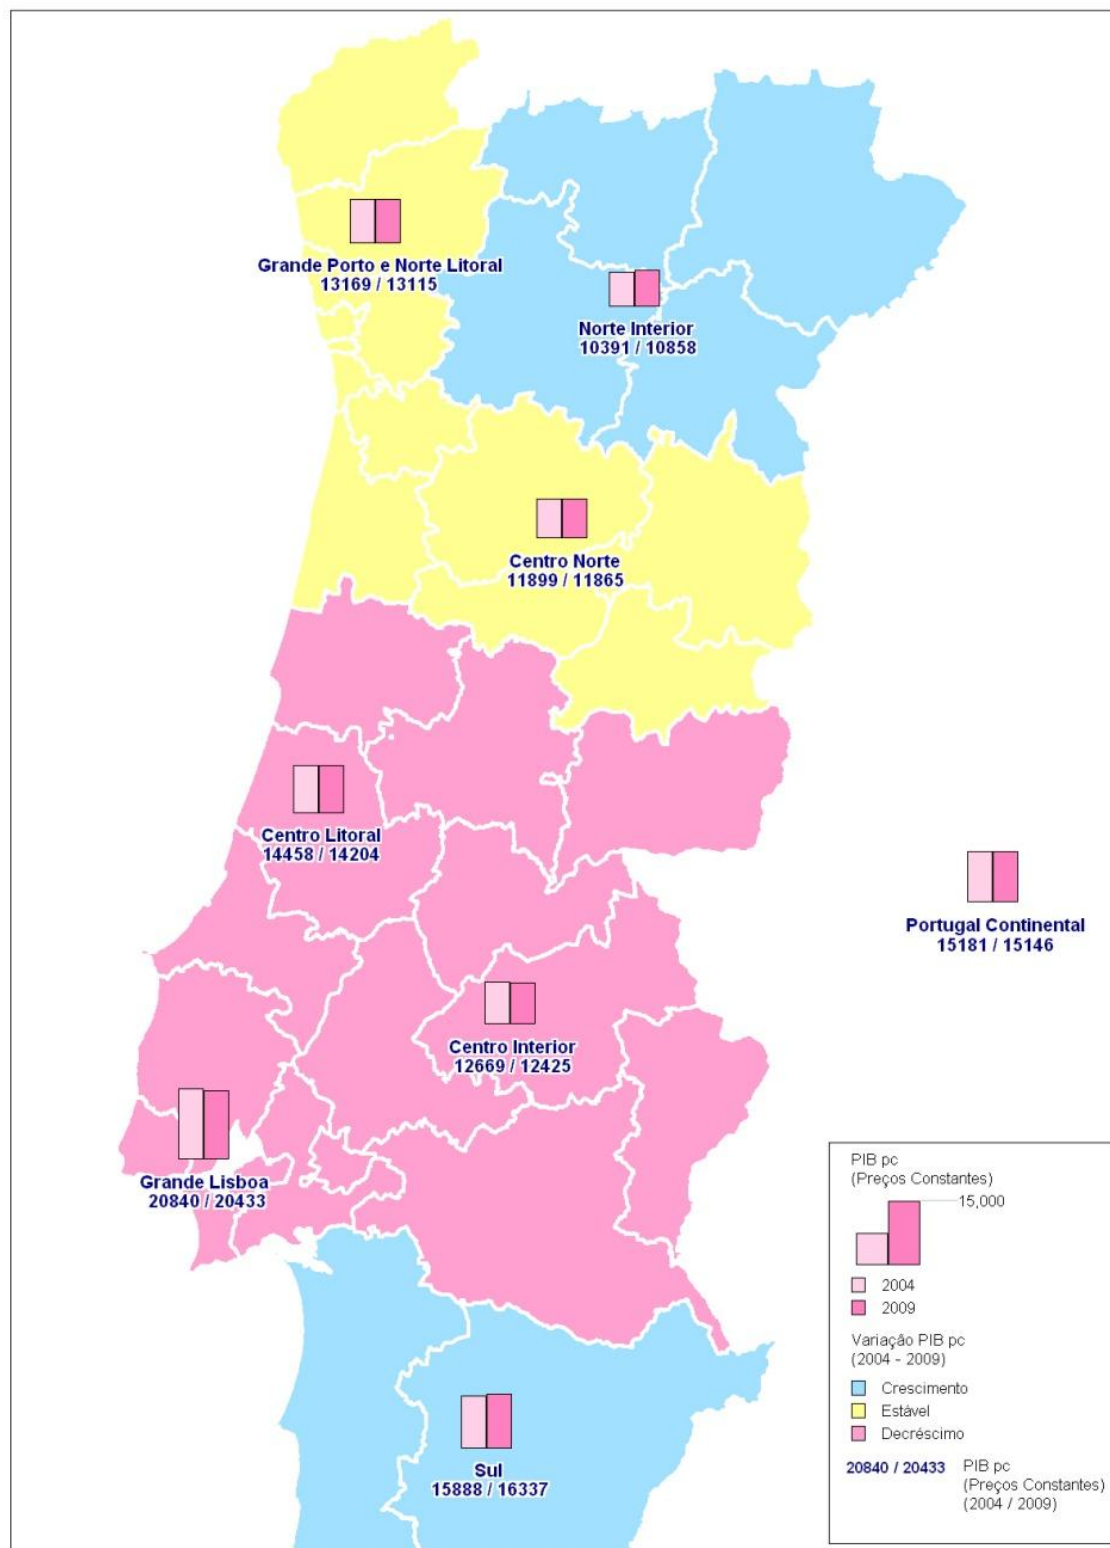 Grande Porto e Norte Litoral
13169 / 13115
Norte Interior
10391 / 10858
Centro Norte
11899 / 11865
Centro Litoral
14458 / 14204
Portugal Continental
15181 / 15146
Centro Interior
12669 / 12425
Grande Lisboa
20840 / 20433
Sul
15888 / 16337
PIB pc
(Preços Constantes)
15,000
2004
2009
Variação PIB pc
(2004 - 2009)
Crescimento
Estável
Decréscimo
20840 / 20433 PIB pc
(Preços Constantes)
(2004 / 2009)